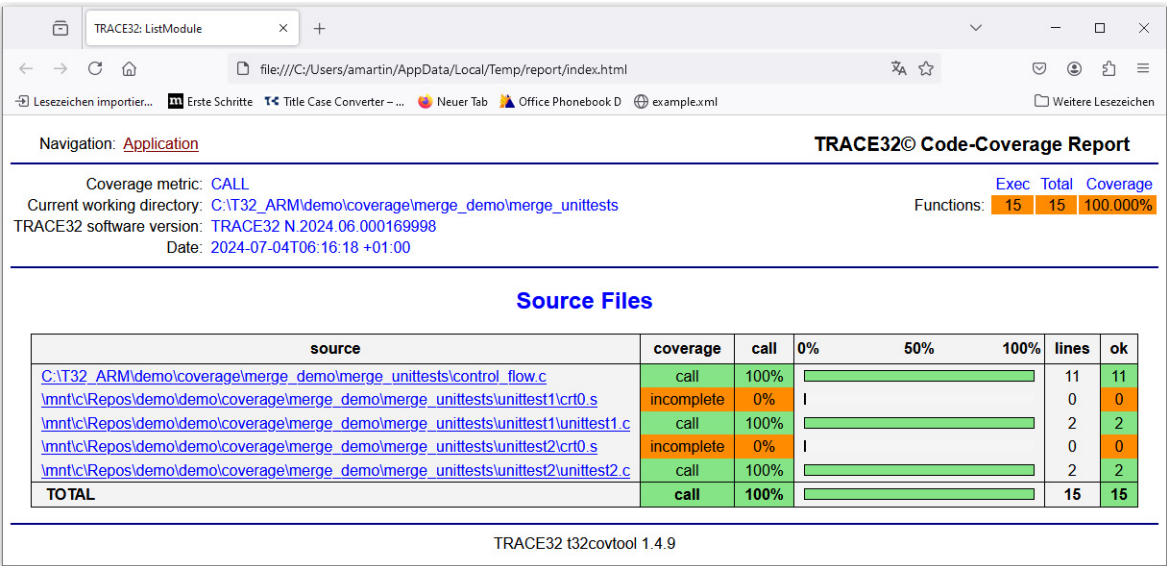 TRACE32: ListModule
file:///C:/Users/amartin/AppData/Local/Temp/report/index.html
Lesezeichen importier... m Erste Schritte T‹ Title Case Converter – ... Neuer Tab Office Phonebook D example.xml Weitere Lesezeichen
Navigation: Application TRACE32© Code-Coverage Report
Coverage metric: CALL Exec Total Coverage
Current working directory: C:\T32_ARM\demo\coverage\merge_demo\merge_unittests Functions: 15 15 100.000%
TRACE32 software version: TRACE32 N.2024.06.000169998
Date: 2024-07-04T06:16:18 +01:00
Source Files
source coverage call 0% 50% 100% lines ok
C:\T32_ARM\demo\coverage\merge_demo\merge_unittests\control_flow.c call 100% 11 11
\mnt\c\Repos\demo\demo\coverage\merge_demo\merge_unittests\unittest1\crt0.s incomplete 0% 0 0
\mnt\c\Repos\demo\demo\coverage\merge_demo\merge_unittests\unittest1\unittest1.c call 100% 2 2
\mnt\c\Repos\demo\demo\coverage\merge_demo\merge_unittests\unittest2\crt0.s incomplete 0% 0 0
\mnt\c\Repos\demo\demo\coverage\merge_demo\merge_unittests\unittest2\unittest2.c call 100% 2 2
TOTAL call 100% 15 15
TRACE32 t32covtool 1.4.9